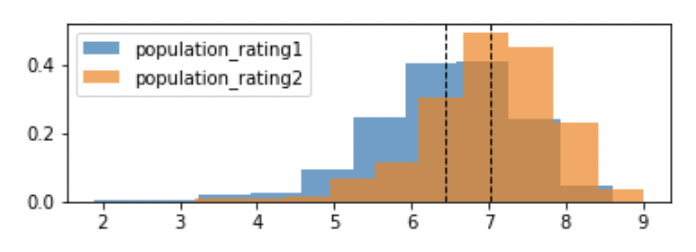 population_rating1
population_rating2
0.4
0.2
0.0
2 3 4 5 6 7 8 9